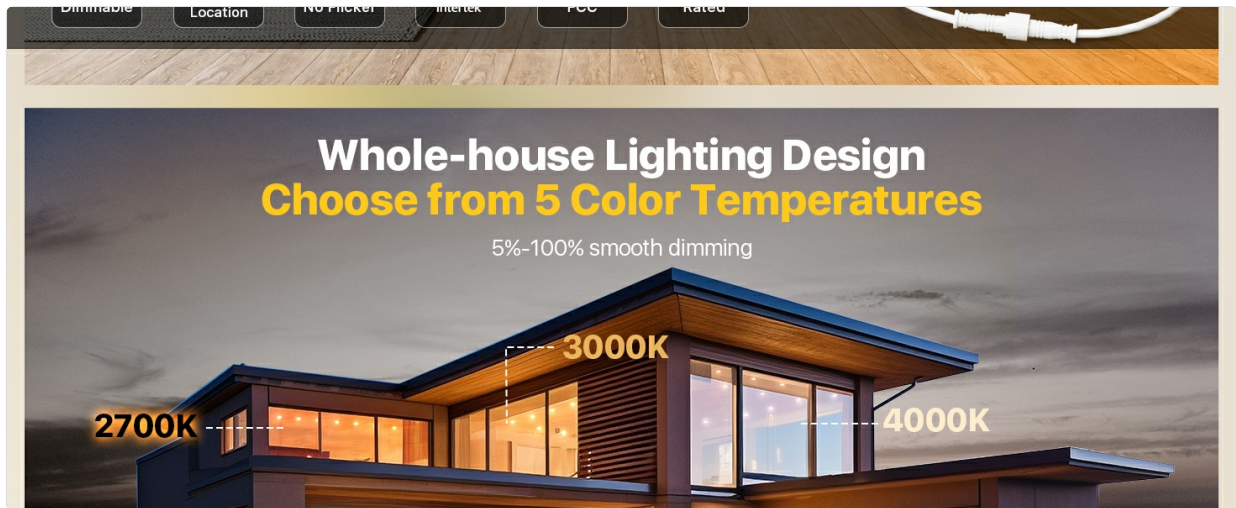 Dimmable
Location
No Flicker
Intertek
FCC
Rated
Whole-house Lighting Design
Choose from 5 Color Temperatures
5%-100% smooth dimming
3000K
2700K
4000K